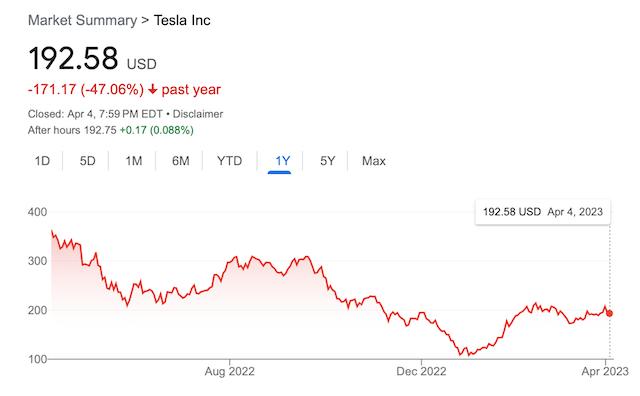 Market Summary > Tesla Inc
192.58 USD
-171.17 (-47.06%) ↓ past year
Closed: Apr 4, 7:59 PM EDT • Disclaimer
After hours 192.75 +0.17 (0.088%)
1D 5D 1M 6M YTD 1Y 5Y Max
192.58 USD Apr 4, 2023
400
300
200
100
Aug 2022 Dec 2022 Apr 2023